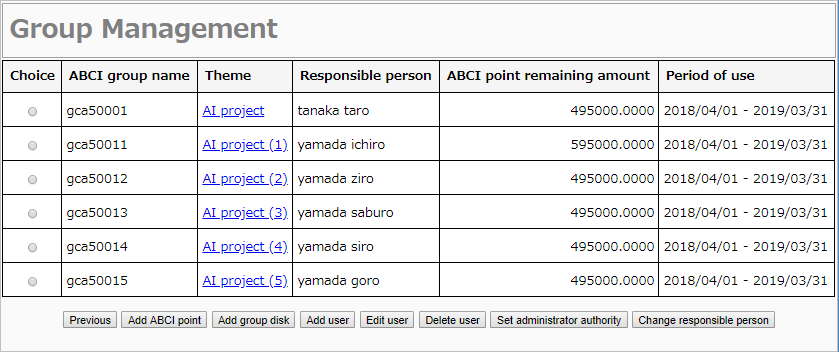 Group Management
Choice ABCI group name Theme Responsible person ABCI point remaining amount Period of use
gca50001 AI project tanaka taro 495000.0000 2018/04/01 - 2019/03/31
gca50011 AI project (1) yamada ichiro 595000.0000 2018/04/01 - 2019/03/31
gca50012 AI project (2) yamada ziro 495000.0000 2018/04/01 - 2019/03/31
gca50013 AI project (3) yamada saburo 495000.0000 2018/04/01 - 2019/03/31
gca50014 AI project (4) yamada siro 495000.0000 2018/04/01 - 2019/03/31
gca50015 AI project (5) yamada goro 495000.0000 2018/04/01 - 2019/03/31
Previous Add ABCI point Add group disk Add user Edit user Delete user Set administrator authority Change responsible person